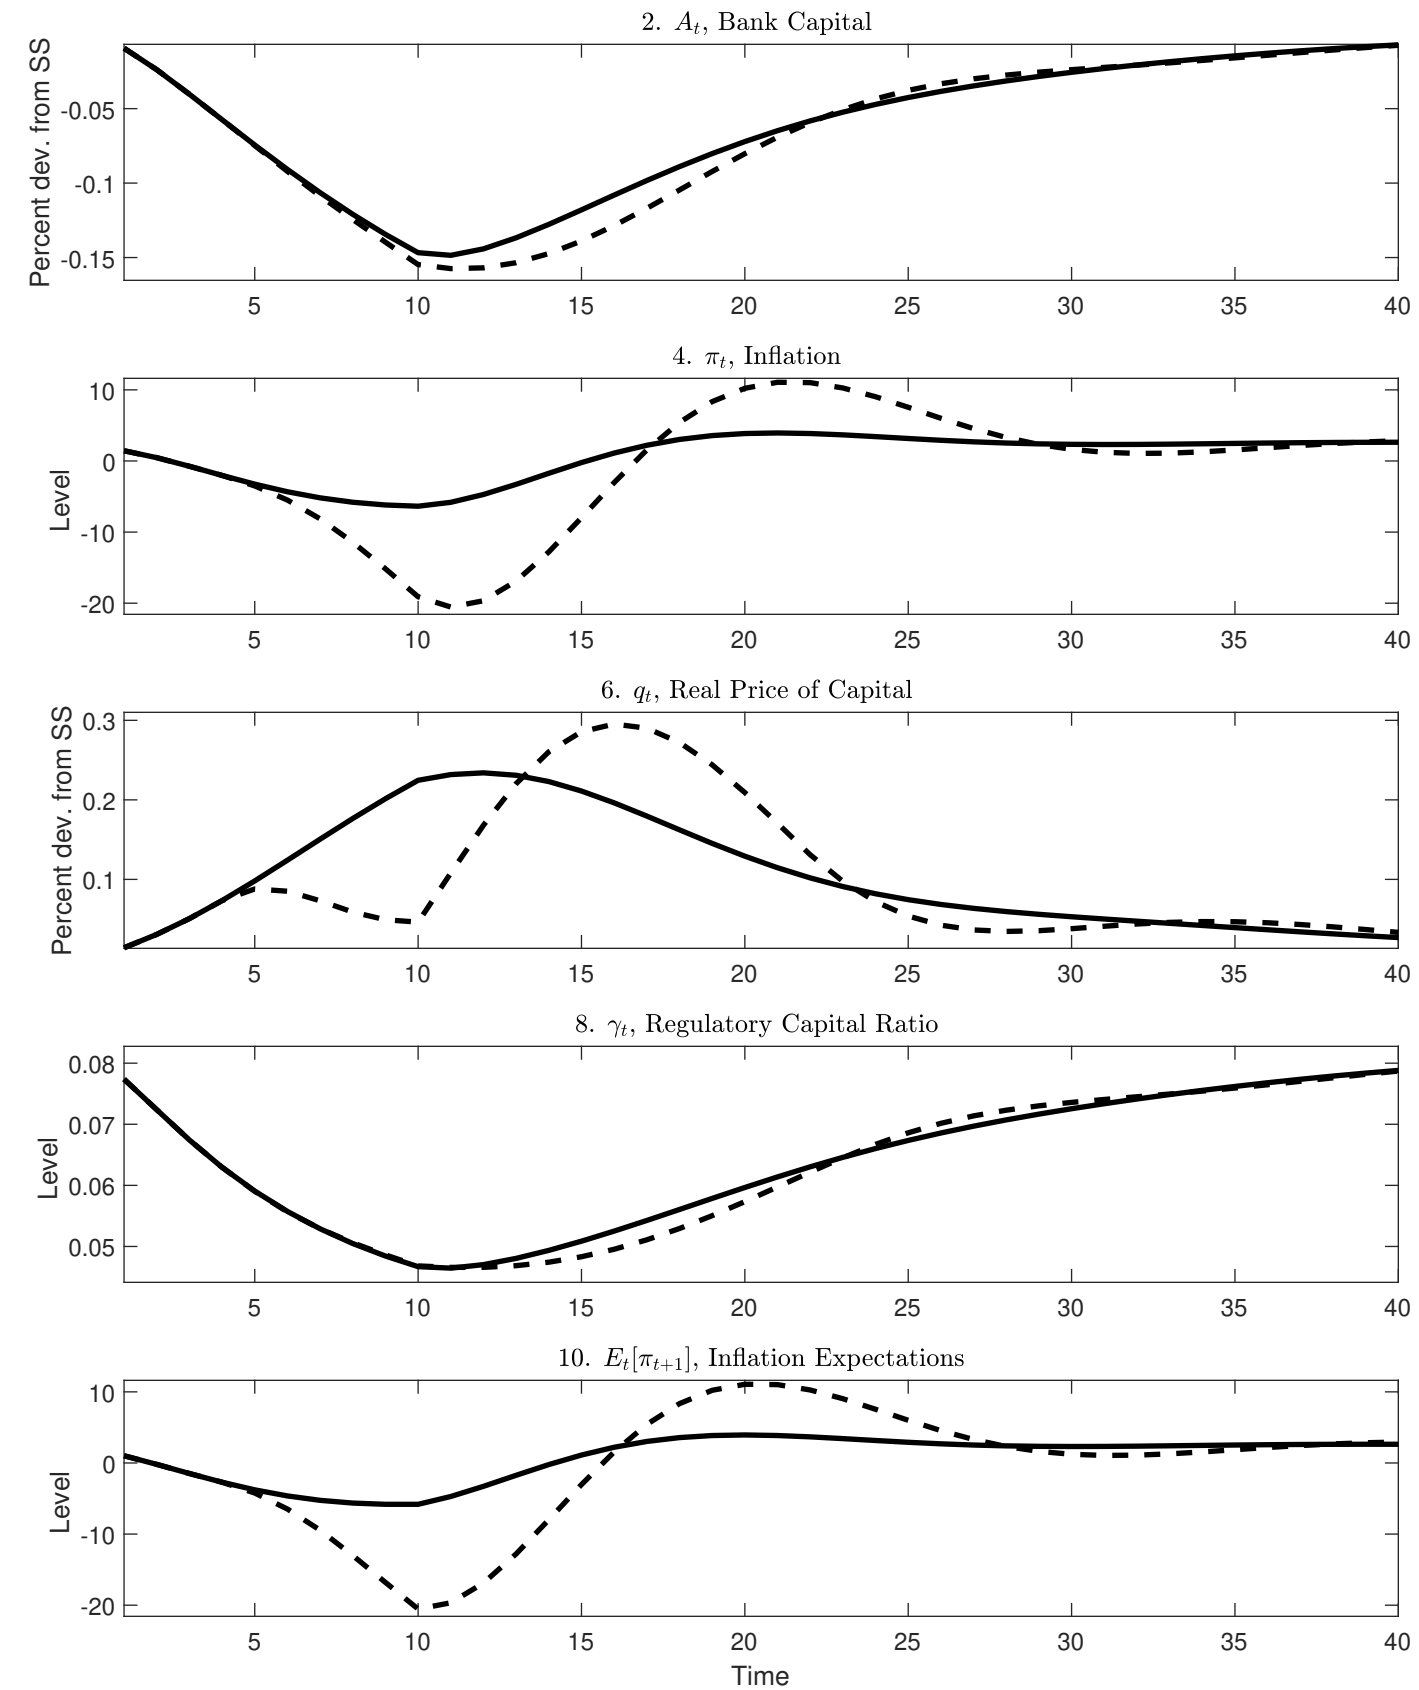 2. A_t, Bank Capital
Percent dev. from SS
-0.05
-0.1
-0.15
5 10 15 20 25 30 35 40
4. π_t, Inflation
Level
10
0
-10
-20
5 10 15 20 25 30 35 40
6. q_t, Real Price of Capital
Percent dev. from SS
0.3
0.2
0.1
5 10 15 20 25 30 35 40
8. γ_t, Regulatory Capital Ratio
Level
0.08
0.07
0.06
0.05
5 10 15 20 25 30 35 40
10. E_t[π_{t+1}], Inflation Expectations
Level
10
0
-10
-20
5 10 15 20 25 30 35 40
Time